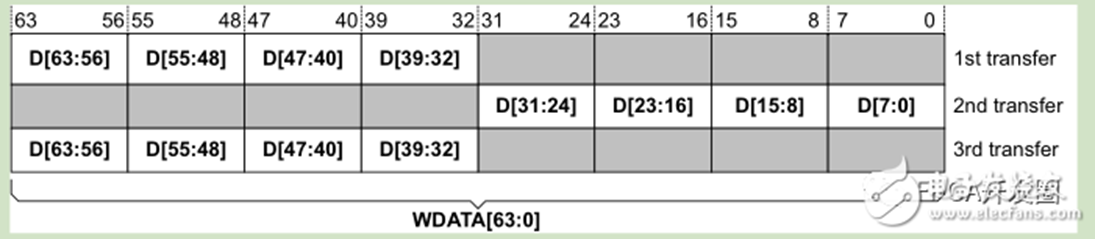 63 56 55 48 47 40 39 32 31 24 23 16 15 8 7 0
D[63:56] D[55:48] D[47:40] D[39:32] 1st transfer
D[31:24] D[23:16] D[15:8] D[7:0] 2nd transfer
D[63:56] D[55:48] D[47:40] D[39:32] 3rd transfer
WDATA[63:0]
www.elecfans.com